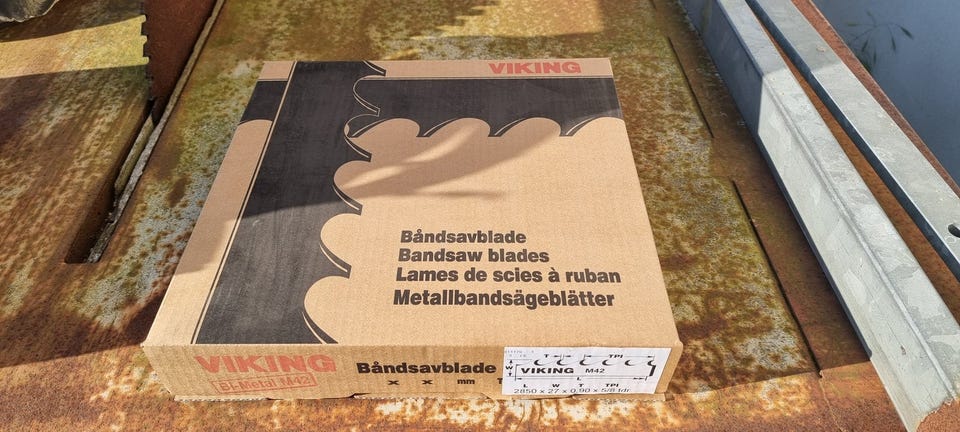 VIKING
Båndsavblade
Bandsaw blades
Lames de scies à ruban
Metallbandsägeblätter
VIKING
Bi-Metal M42
Båndsavblade
x x mm T
T TPI
W
VIKING M42
L W T TPI
2850 x 27 x 0,90 x 5/8 tdr